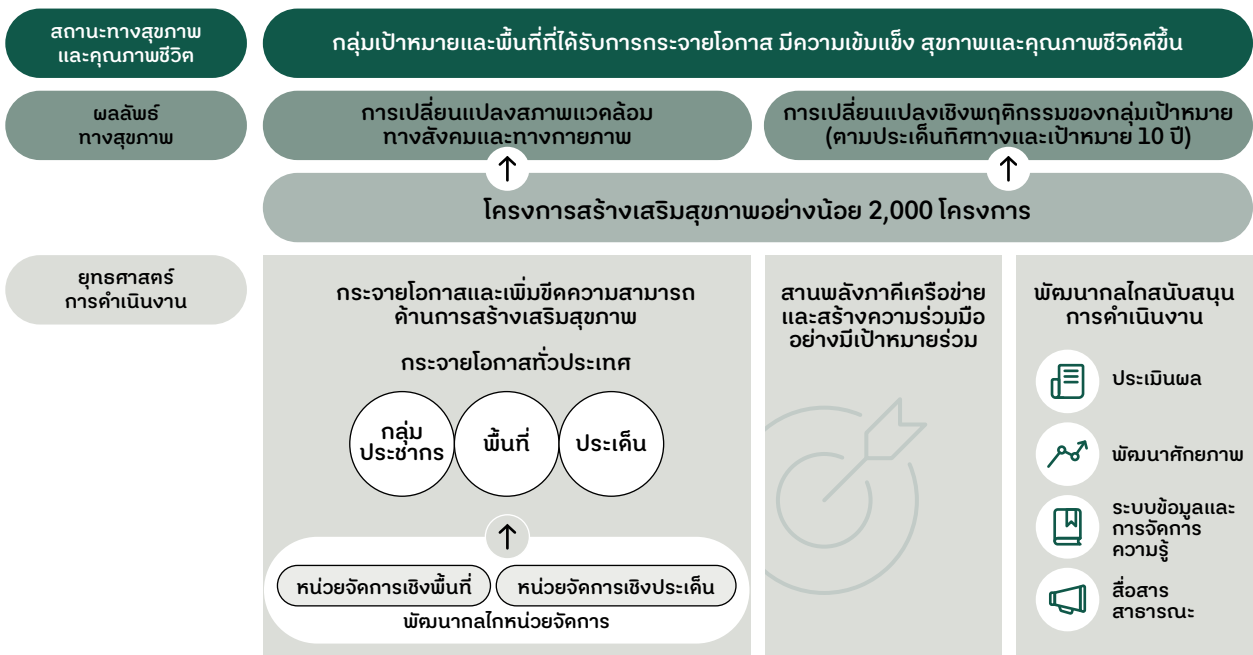 สถานะทางสุขภาพ
และคุณภาพชีวิต
กลุ่มเป้าหมายและพื้นที่ที่ได้รับการกระจายโอกาส มีความเข้มแข็ง สุขภาพและคุณภาพชีวิตดีขึ้น
ผลลัพธ์
ทางสุขภาพ
การเปลี่ยนแปลงสภาพแวดล้อม
ทางสังคมและทางกายภาพ
การเปลี่ยนแปลงเชิงพฤติกรรมของกลุ่มเป้าหมาย
(ตามประเด็นทิศทางและเป้าหมาย 10 ปี)
โครงการสร้างเสริมสุขภาพอย่างน้อย 2,000 โครงการ
ยุทธศาสตร์
การดำเนินงาน
กระจายโอกาสและเพิ่มขีดความสามารถ
ด้านการสร้างเสริมสุขภาพ
กระจายโอกาสทั่วประเทศ
กลุ่ม
ประชากร
พื้นที่
ประเด็น
หน่วยจัดการเชิงพื้นที่
หน่วยจัดการเชิงประเด็น
พัฒนากลไกหน่วยจัดการ
สานพลังภาคีเครือข่าย
และสร้างความร่วมมือ
อย่างมีเป้าหมายร่วม
พัฒนากลไกสนับสนุน
การดำเนินงาน
ประเมินผล
พัฒนาศักยภาพ
ระบบข้อมูลและ
การจัดการ
ความรู้
สื่อสาร
สาธารณะ